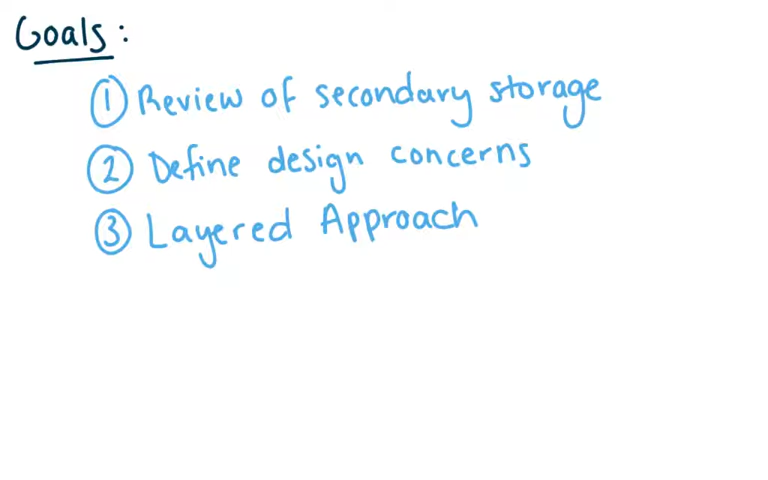 Goals:
① Review of secondary storage
② Define design concerns
③ Layered Approach